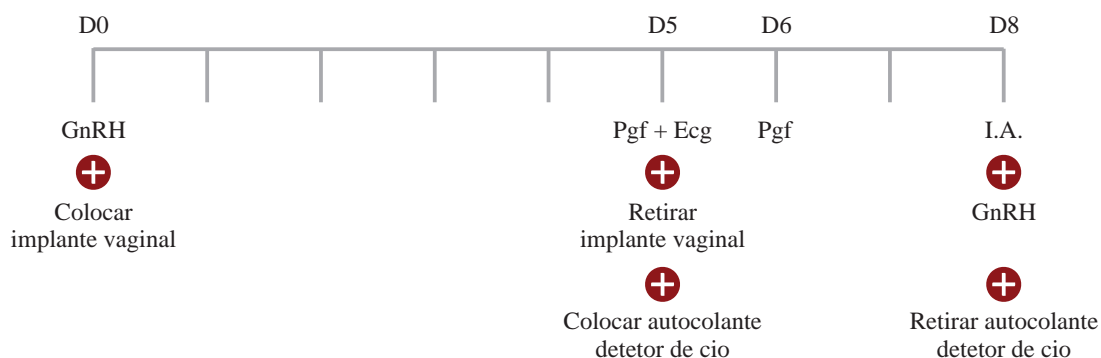 D0
D5
D6
D8
GnRH
Pgf + Ecg
Pgf
I.A.
Colocar
implante vaginal
Retirar
implante vaginal
GnRH
Colocar autocolante
detetor de cio
Retirar autocolante
detetor de cio